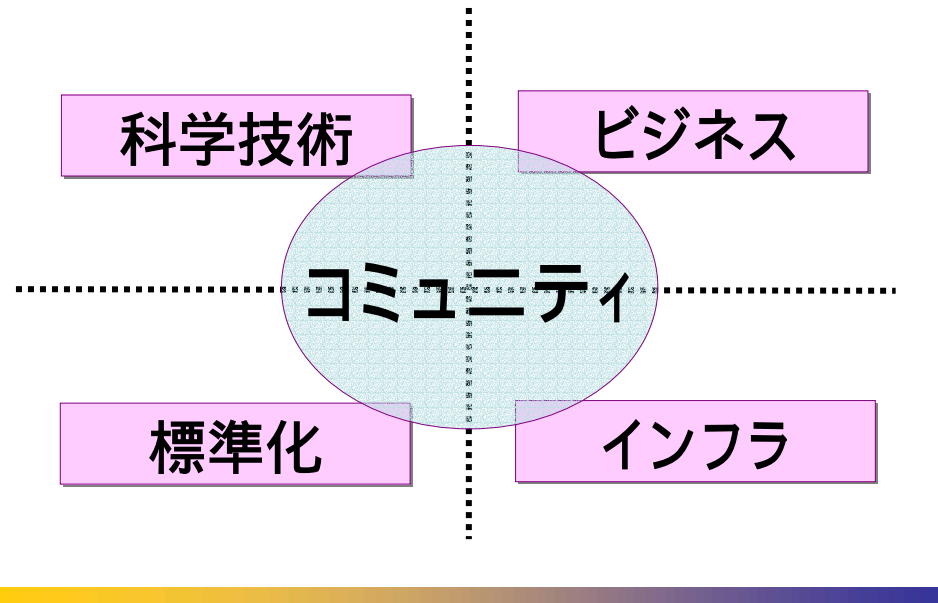 科学技術
ビジネス
コミュニティ
標準化
インフラ